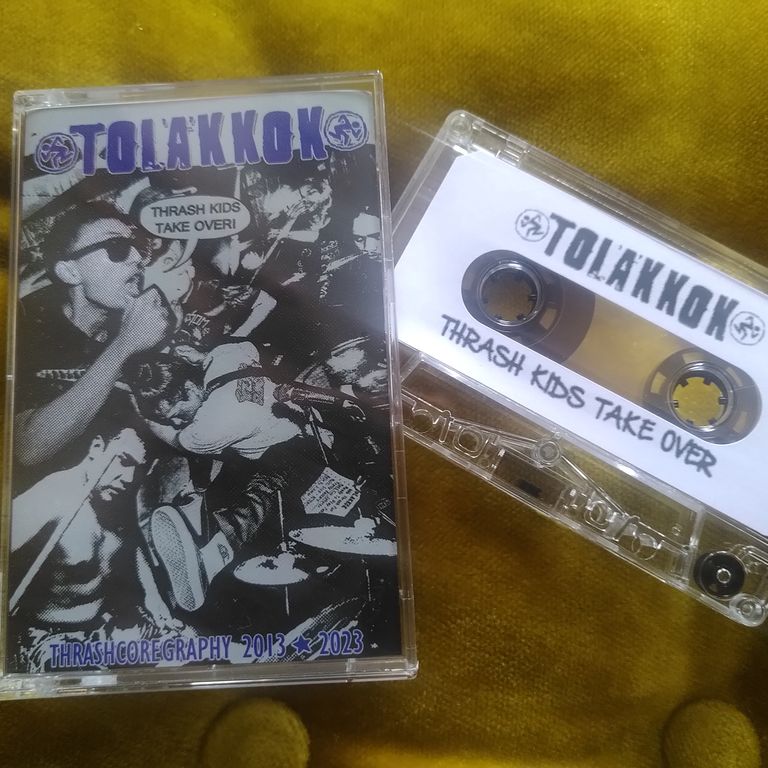 TOLAKKOK
THRASH KIDS
TAKE OVER!
THRASHCOREGRAPHY 2013 ★ 2023
TOLAKKOK
THRASH KIDS TAKE OVER